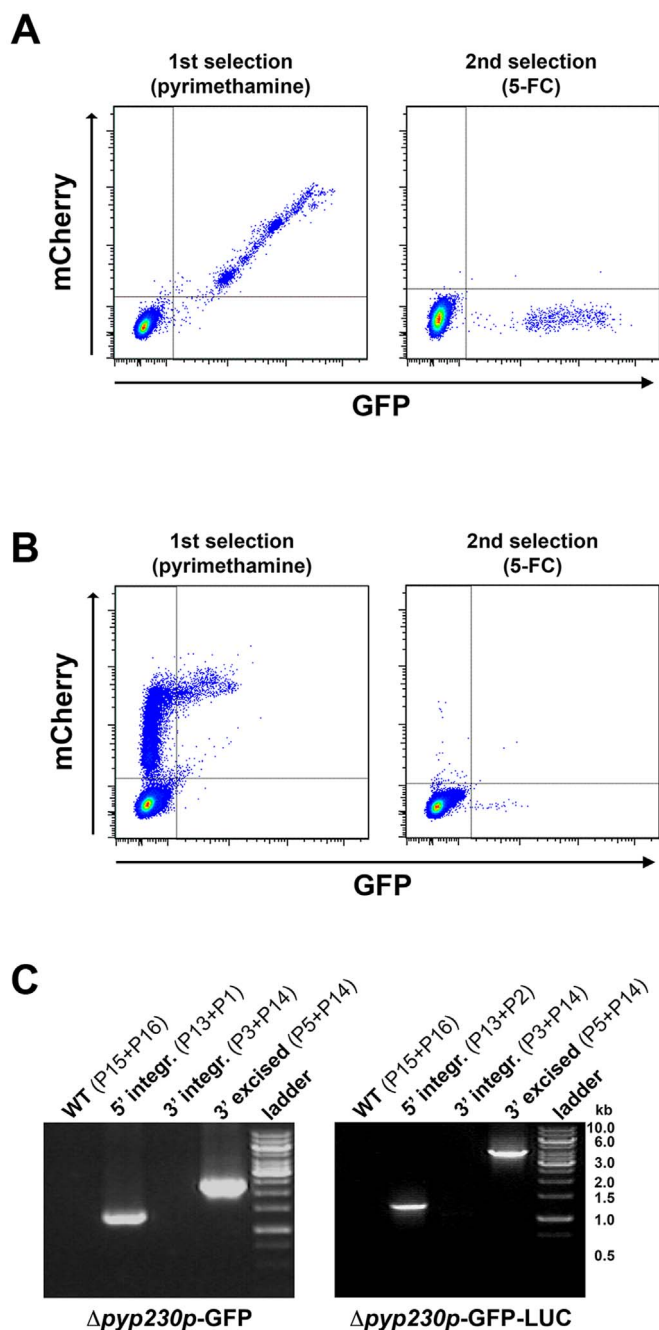 A
1st selection
(pyrimethamine)
2nd selection
(5-FC)
mCherry
GFP
B
1st selection
(pyrimethamine)
2nd selection
(5-FC)
mCherry
GFP
C
WT (P15+P16)
5' integr. (P13+P1)
3' integr. (P3+P14)
3' excised (P5+P14)
ladder
WT (P15+P16)
5' integr. (P13+P2)
3' integr. (P3+P14)
3' excised (P5+P14)
ladder
kb
10.0
6.0
3.0
2.0
1.5
1.0
0.5
Δpyp230p-GFP
Δpyp230p-GFP-LUC